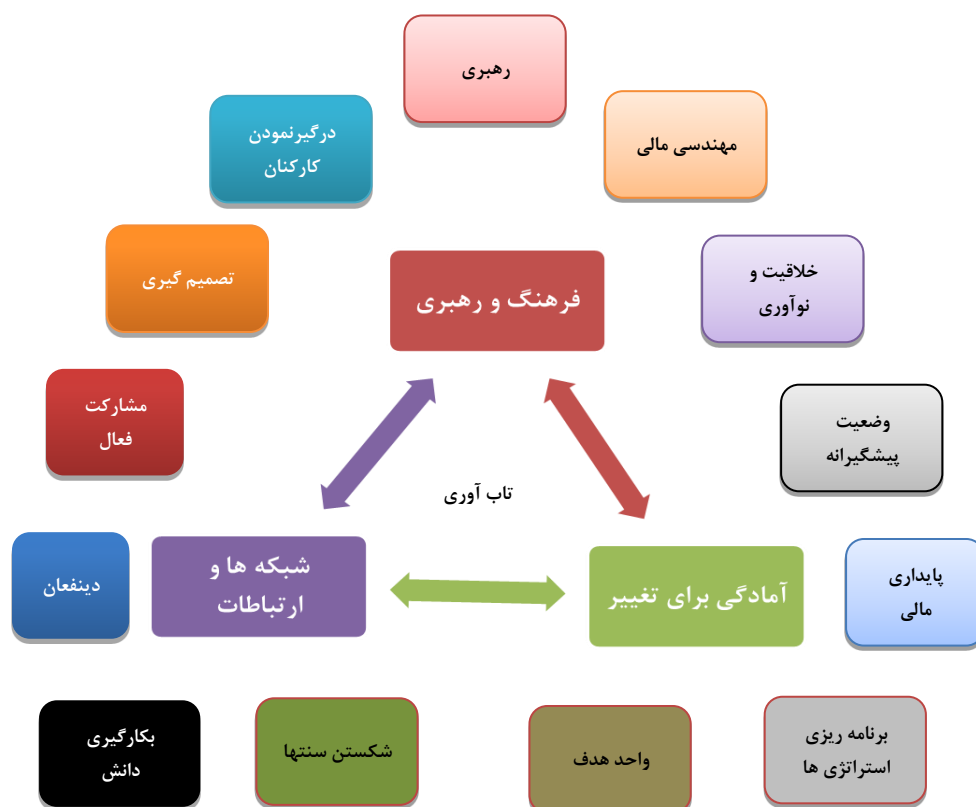 رهبری
درگیرنمودن
کارکنان
مهندسی مالی
تصمیم گیری
فرهنگ و رهبری
خلاقیت و
نوآوری
مشارکت
فعال
وضعیت
پیشگیرانه
تاب آوری
دینفعان
شبکه ها و
ارتباطات
آمادگی برای تغییر
پایداری
مالی
بکارگیری
دانش
شکستن سنتها
واحد هدف
برنامه ریزی
استراتژی ها